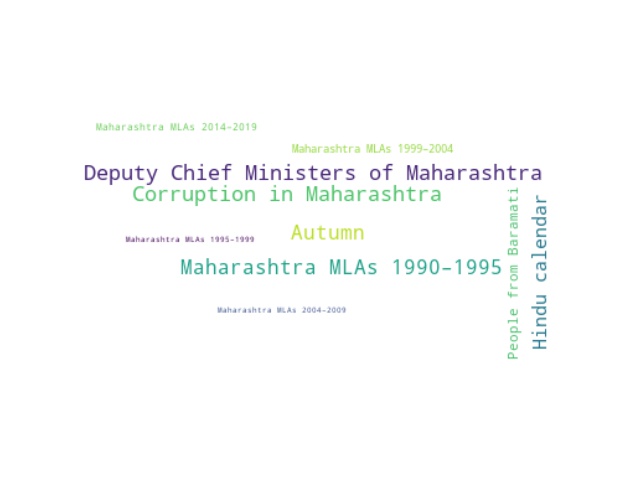 Maharashtra MLAs 2014–2019
Maharashtra MLAs 1999–2004
Deputy Chief Ministers of Maharashtra
Corruption in Maharashtra
Autumn
Maharashtra MLAs 1995–1999
Maharashtra MLAs 1990–1995
Maharashtra MLAs 2004–2009
People from Baramati
Hindu calendar